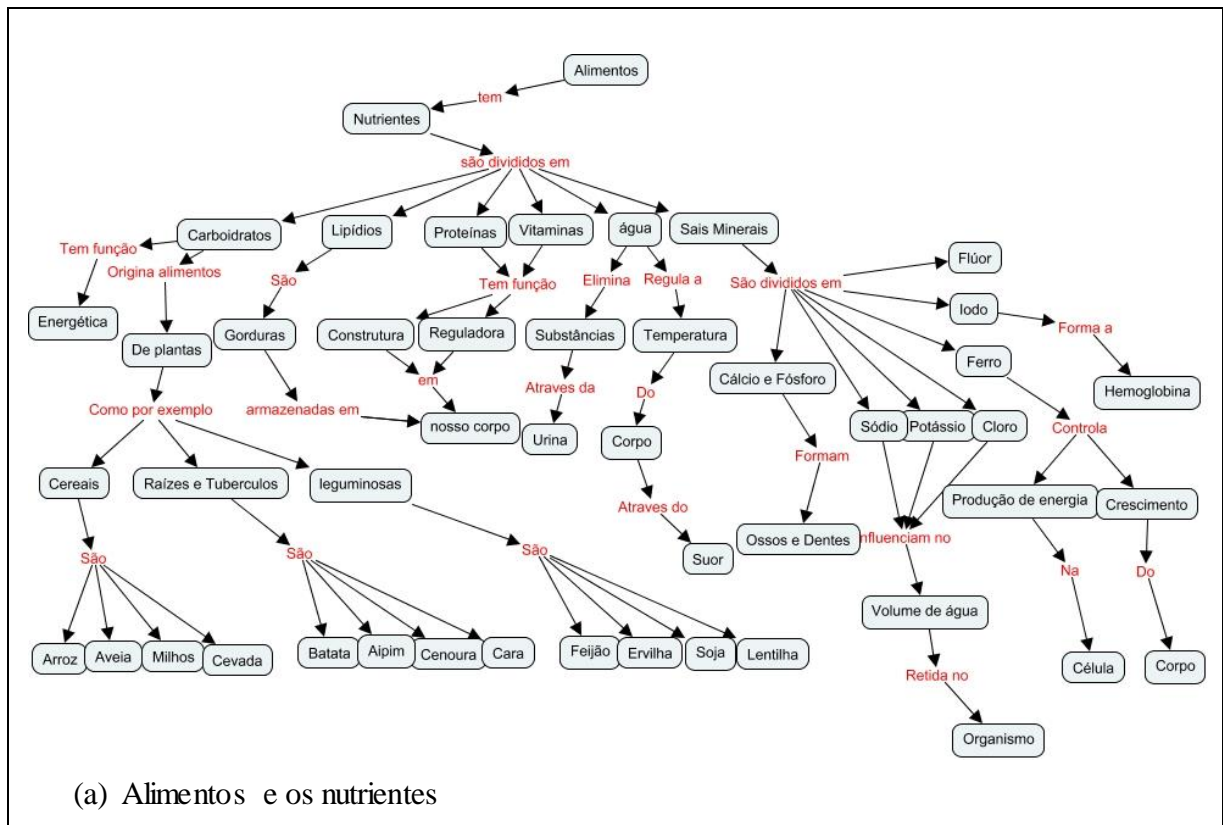 Alimentos
tem
Nutrientes
são divididos em
Carboidratos
Lipídios
Proteínas
Vitaminas
água
Sais Minerais
Tem função
Origina alimentos
São
Tem função
Elimina
Regula a
São divididos em
Flúor
Energética
De plantas
Gorduras
Construtura
Reguladora
Substâncias
Temperatura
Iodo
Forma a
Cálcio e Fósforo
Ferro
Hemoglobina
Como por exemplo
armazenadas em
em
nosso corpo
Atraves da
Urina
Do
Corpo
Sódio
Potássio
Cloro
Controla
Cereais
Raízes e Tuberculos
leguminosas
Formam
Produção de energia
Crescimento
Atraves do
Suor
Ossos e Dentes
nfluenciam no
São
São
São
Na
Do
Volume de água
Arroz
Aveia
Milhos
Cevada
Batata
Aipim
Cenoura
Cara
Feijão
Ervilha
Soja
Lentilha
Retida no
Célula
Corpo
Organismo
(a) Alimentos e os nutrientes